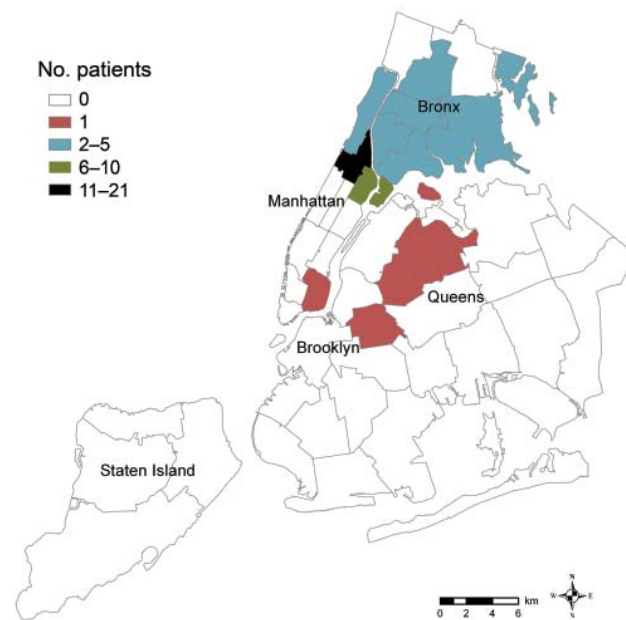 No. patients
0
1
2–5
6–10
11–21
Bronx
Manhattan
Queens
Brooklyn
Staten Island
N
W E
S
km
0 2 4 6